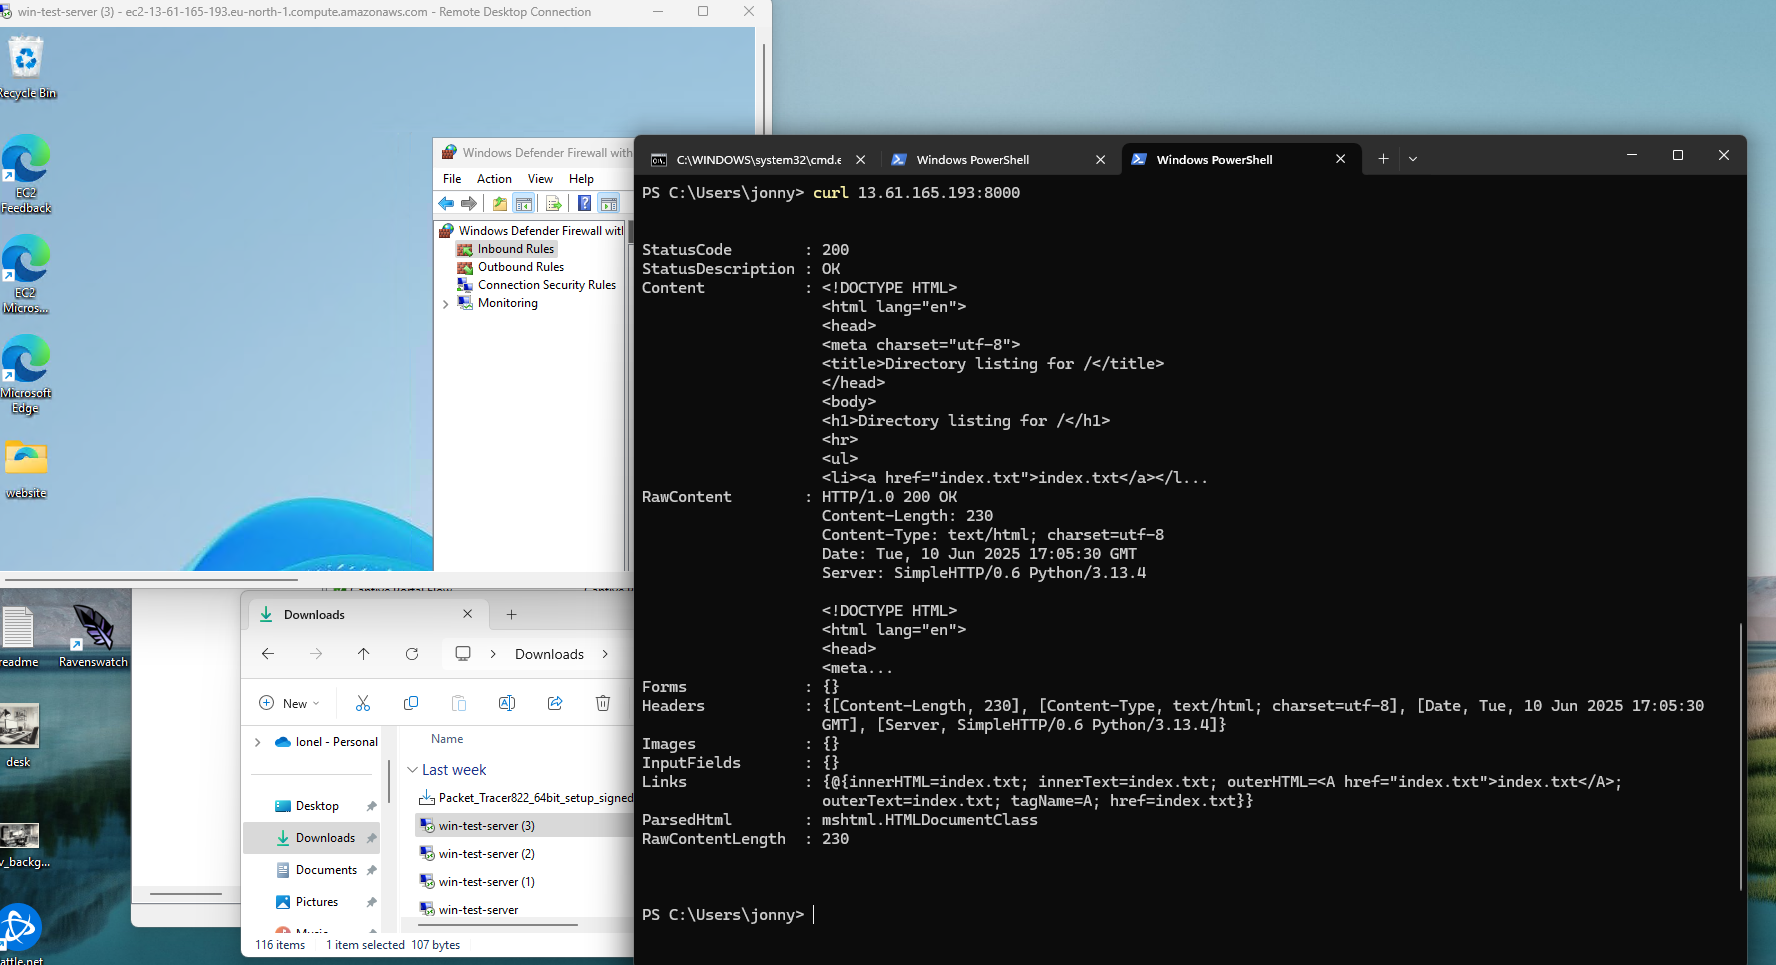 win-test-server (3) - ec2-13-61-165-193.eu-north-1.compute.amazonaws.com - Remote Desktop Connection
Recycle Bin
EC2
Feedback
EC2
Micros...
Microsoft
Edge
website
Windows Defender Firewall with
File Action View Help
Windows Defender Firewall with
Inbound Rules
Outbound Rules
Connection Security Rules
Monitoring
readme
Ravenswatch
desk
v_backg...
attle.net
Downloads
Downloads
New
Name
Ionel - Personal
Last week
Packet_Tracer822_64bit_setup_signed
Desktop
win-test-server (3)
Downloads
win-test-server (2)
Documents
win-test-server (1)
Pictures
win-test-server
Music
116 items 1 item selected 107 bytes
C:\WINDOWS\system32\cmd.e
Windows PowerShell
Windows PowerShell
PS C:\Users\jonny> curl 13.61.165.193:8000
StatusCode : 200
StatusDescription : OK
Content : <!DOCTYPE HTML>
<html lang="en">
<head>
<meta charset="utf-8">
<title>Directory listing for /</title>
</head>
<body>
<h1>Directory listing for /</h1>
<hr>
<ul>
<li><a href="index.txt">index.txt</a></l...
RawContent : HTTP/1.0 200 OK
Content-Length: 230
Content-Type: text/html; charset=utf-8
Date: Tue, 10 Jun 2025 17:05:30 GMT
Server: SimpleHTTP/0.6 Python/3.13.4
<!DOCTYPE HTML>
<html lang="en">
<head>
<meta...
Forms : {}
Headers : {[Content-Length, 230], [Content-Type, text/html; charset=utf-8], [Date, Tue, 10 Jun 2025 17:05:30
GMT], [Server, SimpleHTTP/0.6 Python/3.13.4]}
Images : {}
InputFields : {}
Links : {@{innerHTML=index.txt; innerText=index.txt; outerHTML=<A href="index.txt">index.txt</A>;
outerText=index.txt; tagName=A; href=index.txt}}
ParsedHtml : mshtml.HTMLDocumentClass
RawContentLength : 230
PS C:\Users\jonny>